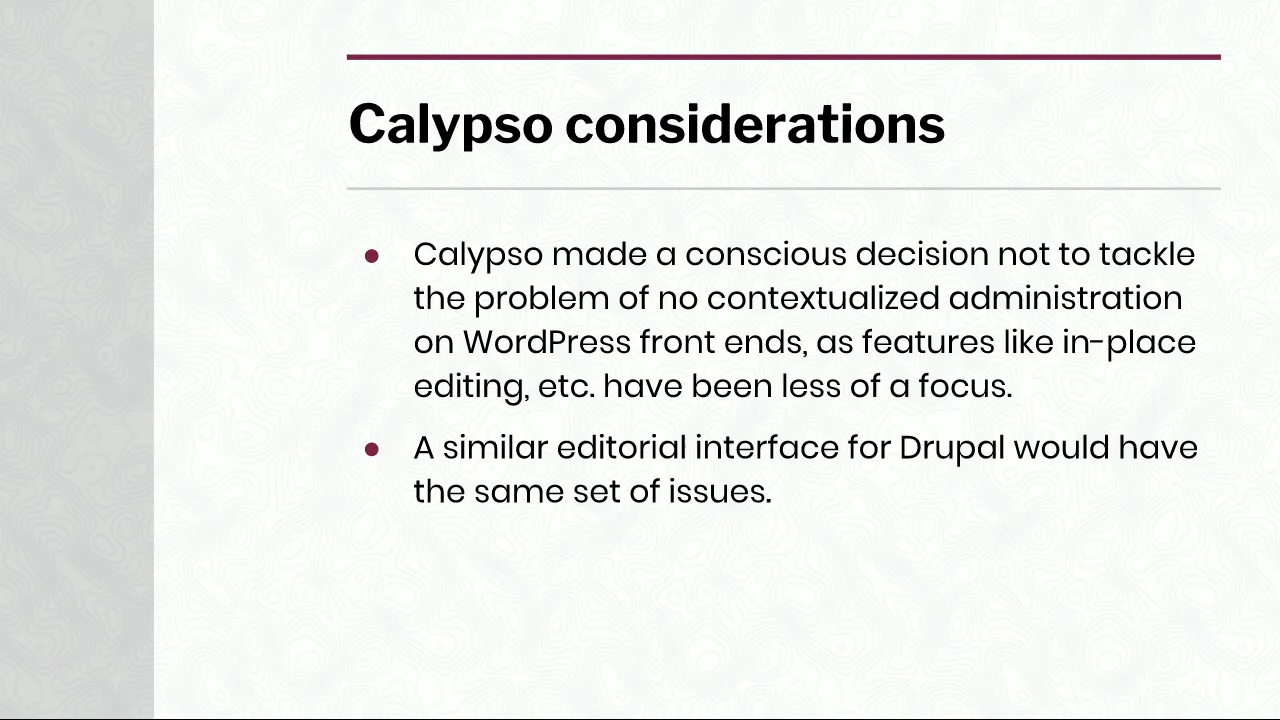 Calypso considerations
● Calypso made a conscious decision not to tackle
the problem of no contextualized administration
on WordPress front ends, as features like in-place
editing, etc. have been less of a focus.
● A similar editorial interface for Drupal would have
the same set of issues.